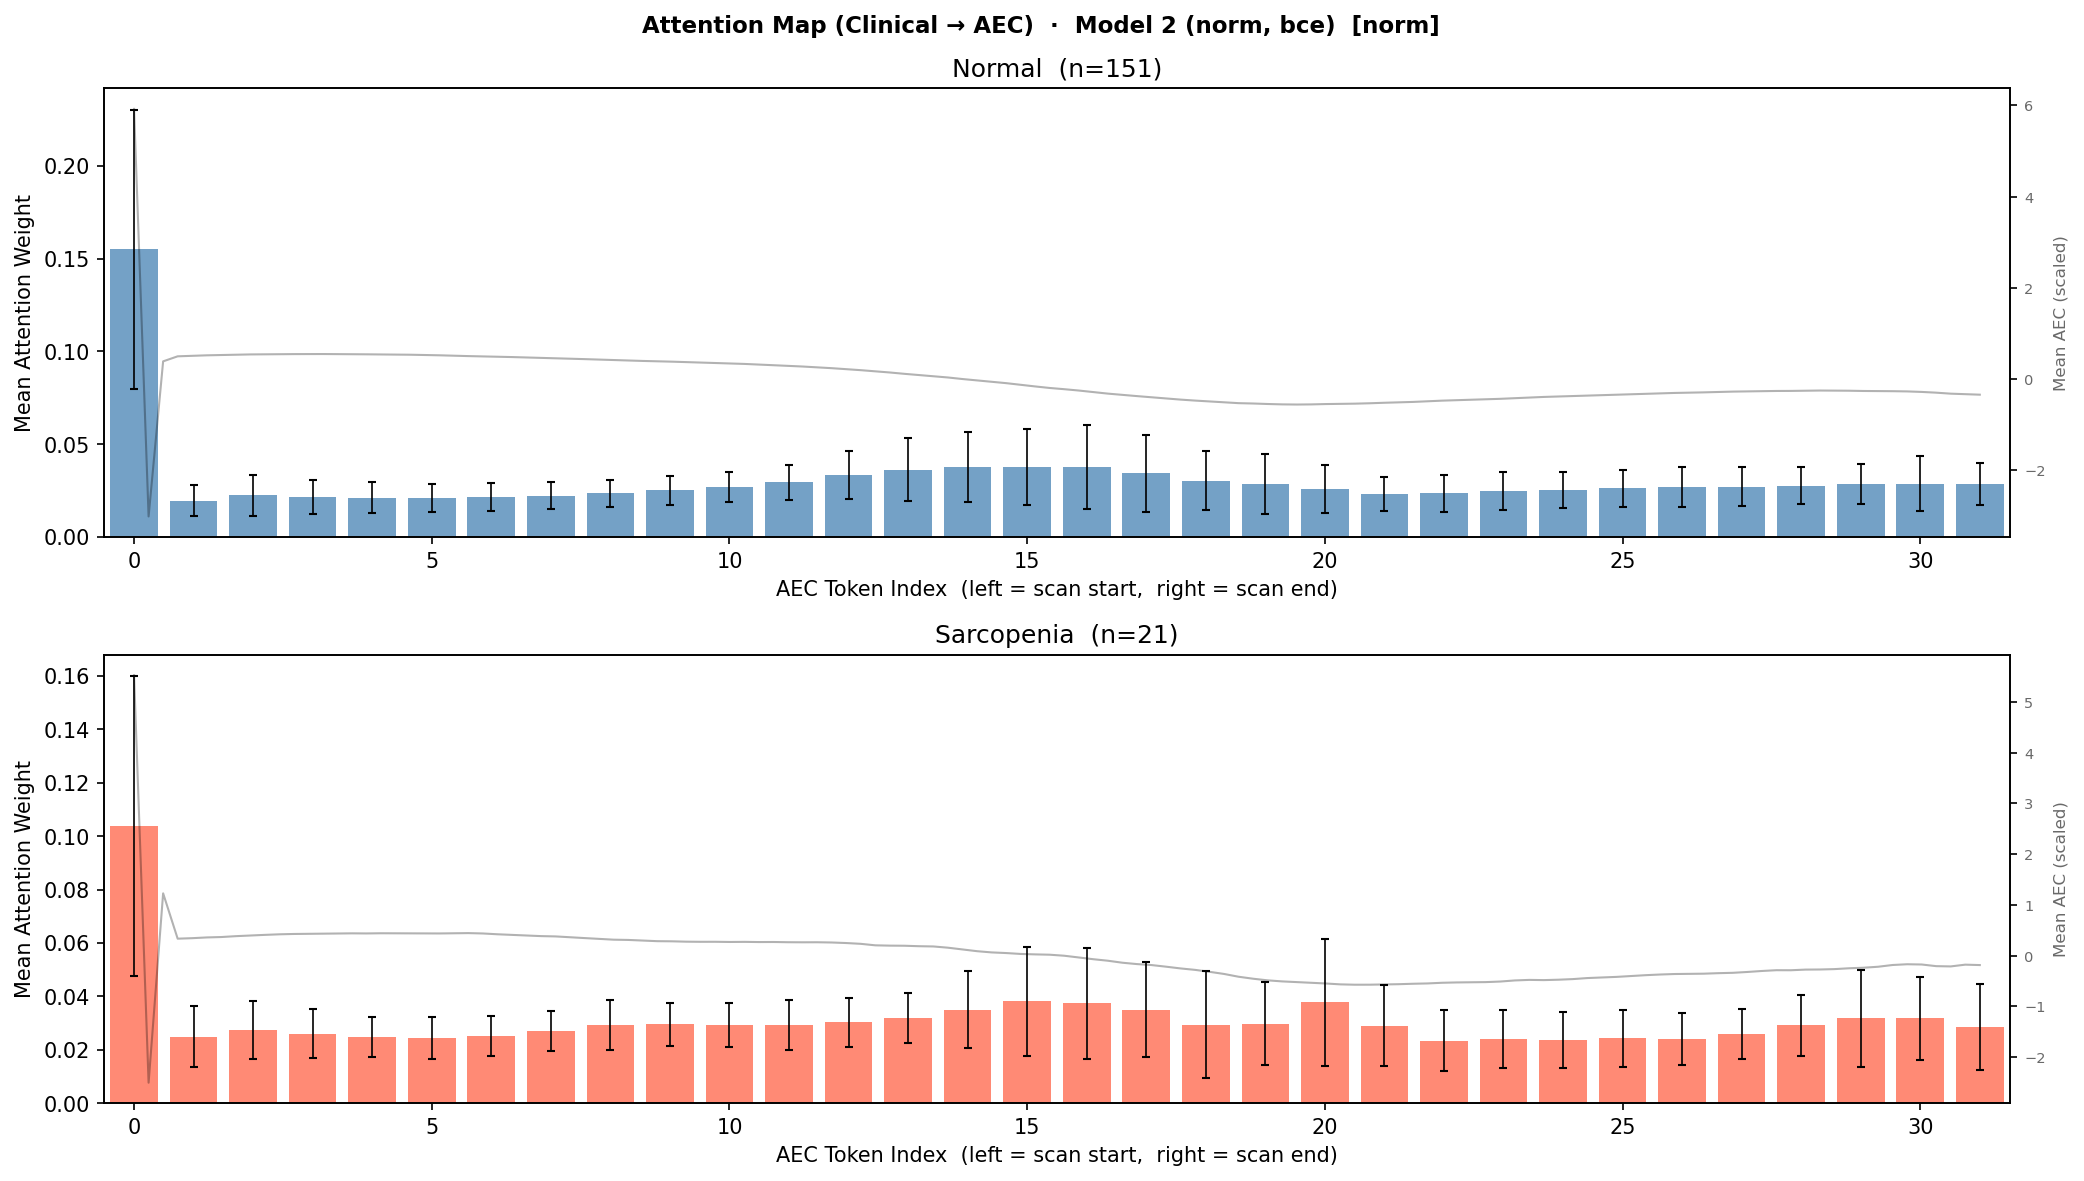 Attention Map (Clinical → AEC)  ·  Model 2 (norm, bce)  [norm]
Normal  (n=151)
Mean Attention Weight
0.20
0.15
0.10
0.05
0.00
6
4
2
0
−2
Mean AEC (scaled)
0 5 10 15 20 25 30
AEC Token Index  (left = scan start,  right = scan end)
Sarcopenia  (n=21)
Mean Attention Weight
0.16
0.14
0.12
0.10
0.08
0.06
0.04
0.02
0.00
5
4
3
2
1
0
−1
−2
Mean AEC (scaled)
0 5 10 15 20 25 30
AEC Token Index  (left = scan start,  right = scan end)